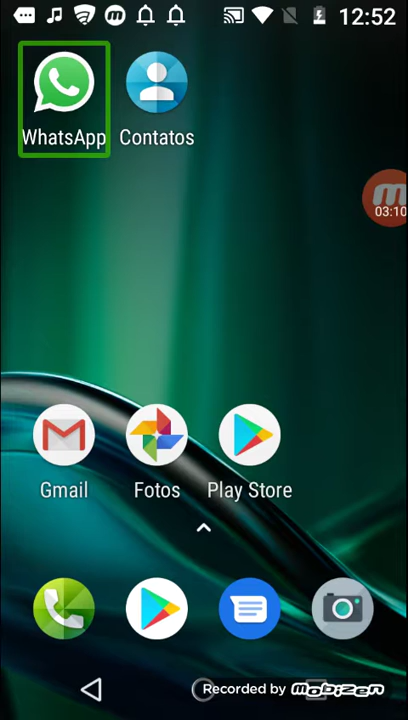 12:52
WhatsApp
Contatos
03:10
Gmail
Fotos
Play Store
Recorded by mobizen